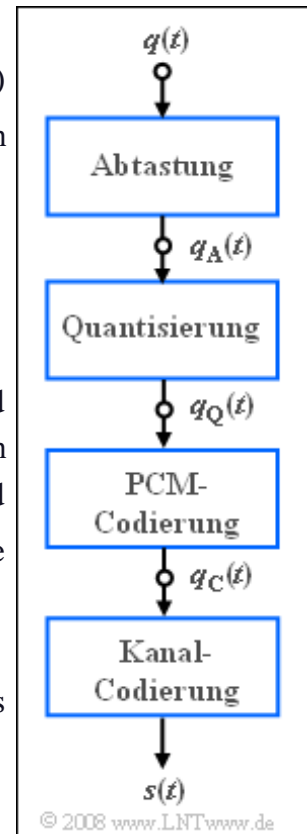 q(t)
)
n
Abtastung
q_A(t)
Quantisierung
d
q_Q(t)
n
d
PCM-
Codierung
e
q_C(t)
Kanal-
Codierung
s
s(t)
© 2008 www.LNTwww.de